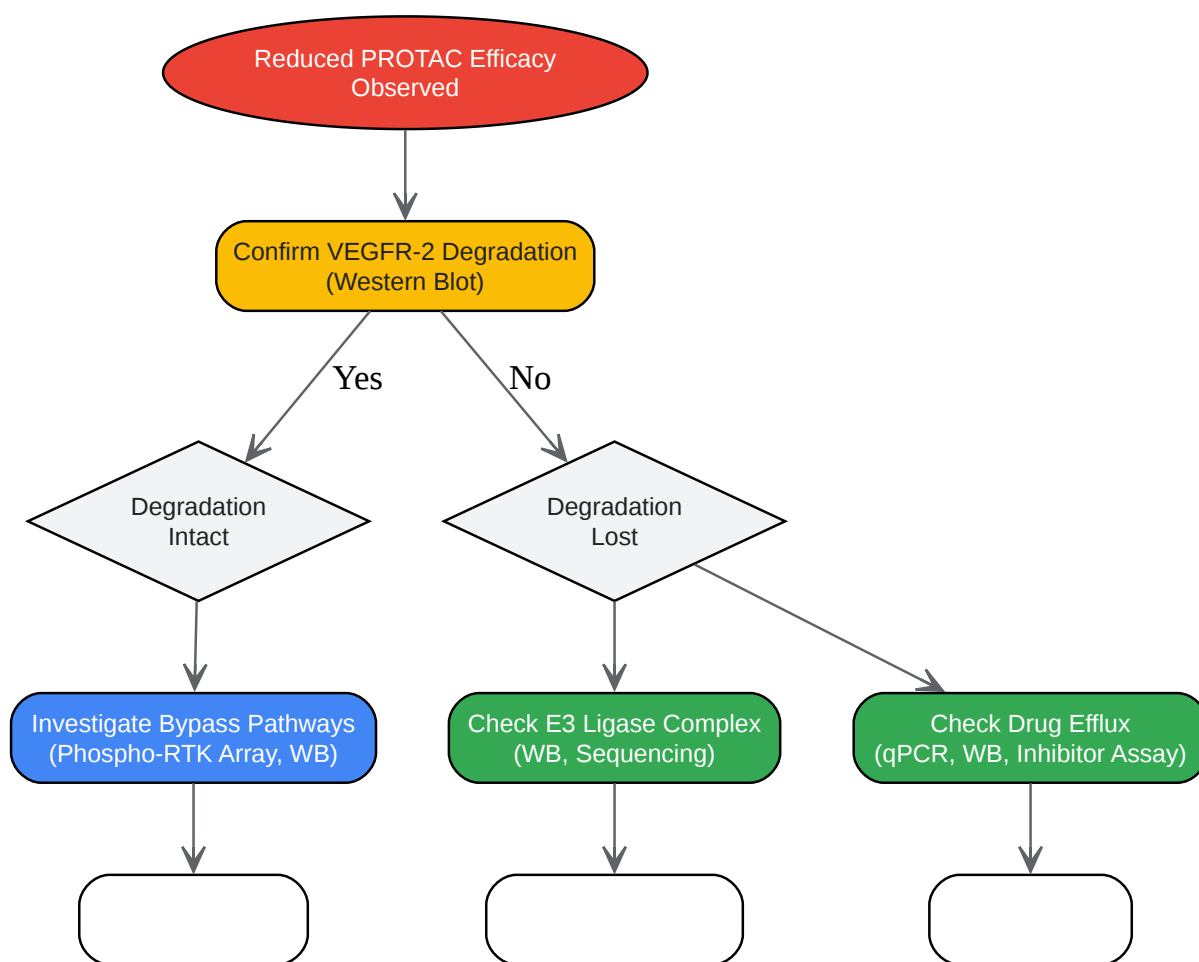 Reduced PROTAC Efficacy
Observed
Confirm VEGFR-2 Degradation
(Western Blot)
Yes
No
Degradation
Intact
Degradation
Lost
Investigate Bypass Pathways
(Phospho-RTK Array, WB)
Check E3 Ligase Complex
(WB, Sequencing)
Check Drug Efflux
(qPCR, WB, Inhibitor Assay)